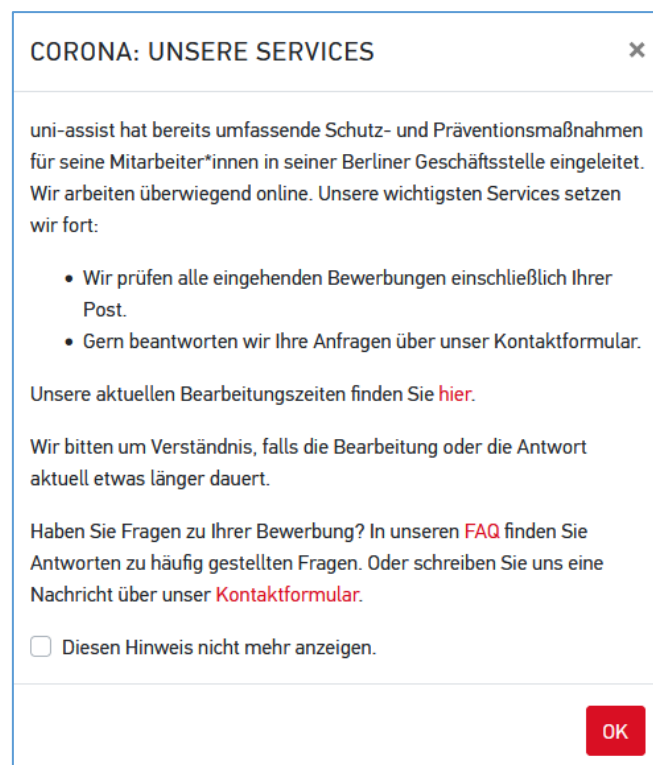 CORONA: UNSERE SERVICES ×
uni-assist hat bereits umfassende Schutz- und Präventionsmaßnahmen
für seine Mitarbeiter*innen in seiner Berliner Geschäftsstelle eingeleitet.
Wir arbeiten überwiegend online. Unsere wichtigsten Services setzen
wir fort:
• Wir prüfen alle eingehenden Bewerbungen einschließlich Ihrer
Post.
• Gern beantworten wir Ihre Anfragen über unser Kontaktformular.
Unsere aktuellen Bearbeitungszeiten finden Sie hier.
Wir bitten um Verständnis, falls die Bearbeitung oder die Antwort
aktuell etwas länger dauert.
Haben Sie Fragen zu Ihrer Bewerbung? In unseren FAQ finden Sie
Antworten zu häufig gestellten Fragen. Oder schreiben Sie uns eine
Nachricht über unser Kontaktformular.
Diesen Hinweis nicht mehr anzeigen.
OK